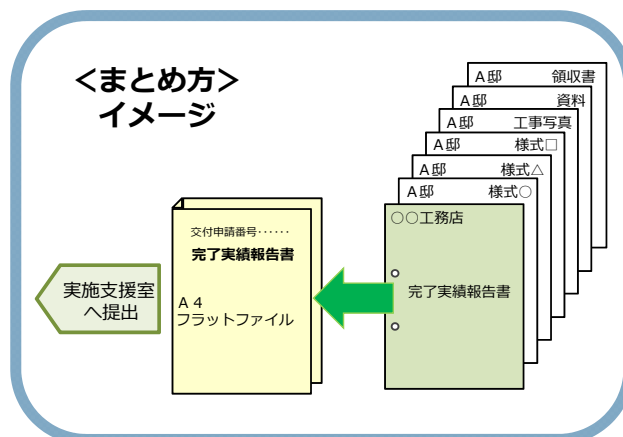 ＜まとめ方＞
イメージ
Ａ邸　領収書
Ａ邸　資料
Ａ邸　工事写真
Ａ邸　様式□
Ａ邸　様式△
Ａ邸　様式○
○○工務店
完了実績報告書
交付申請番号‥‥‥
完了実績報告書
Ａ４
フラットファイル
実施支援室
へ提出